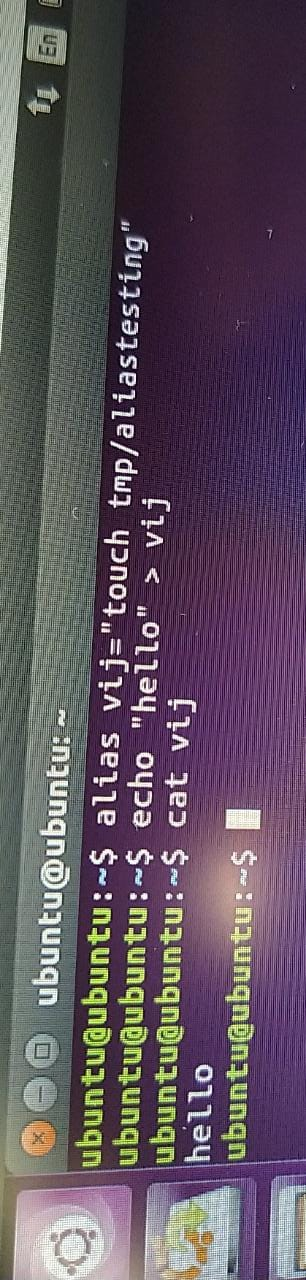 En
ubuntu@ubuntu: ~
ubuntu@ubuntu:~$ alias vij="touch tmp/aliastesting"
ubuntu@ubuntu:~$ echo "hello" > vij
ubuntu@ubuntu:~$ cat vij
hello
ubuntu@ubuntu:~$